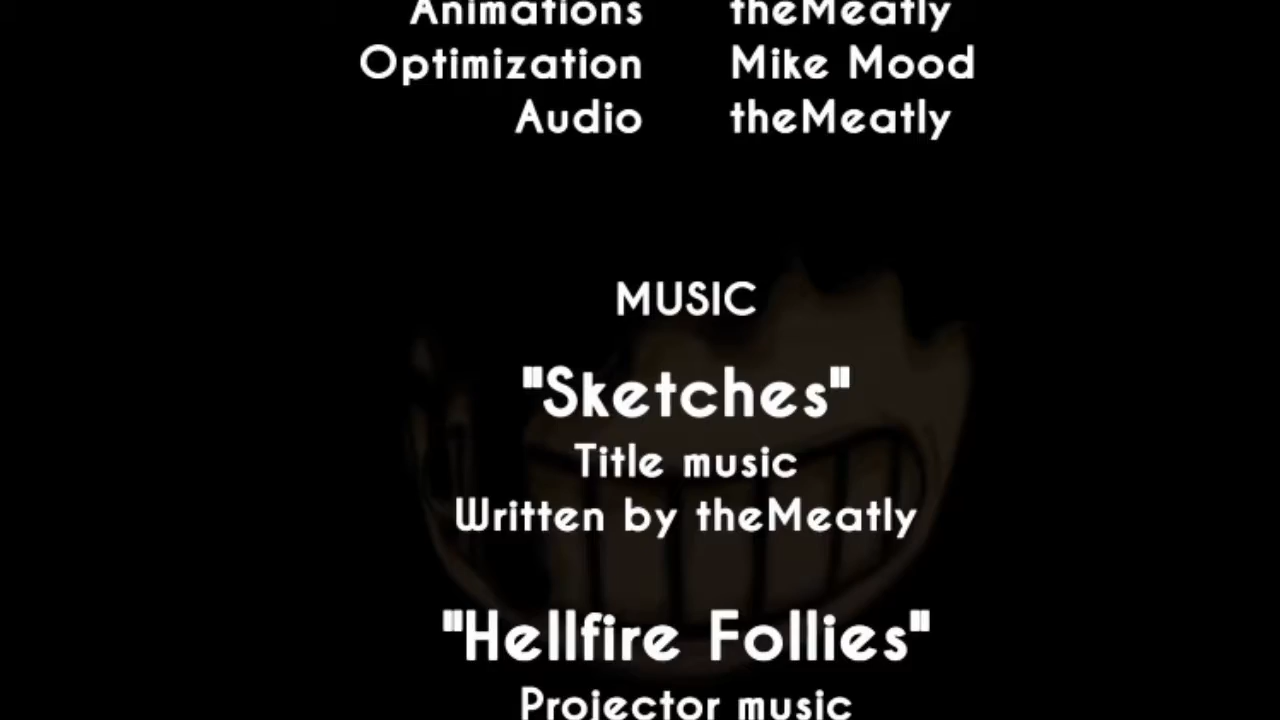 Animations theMeatly
Optimization Mike Mood
Audio theMeatly
MUSIC
"Sketches"
Title music
Written by theMeatly
"Hellfire Follies"
Projector music